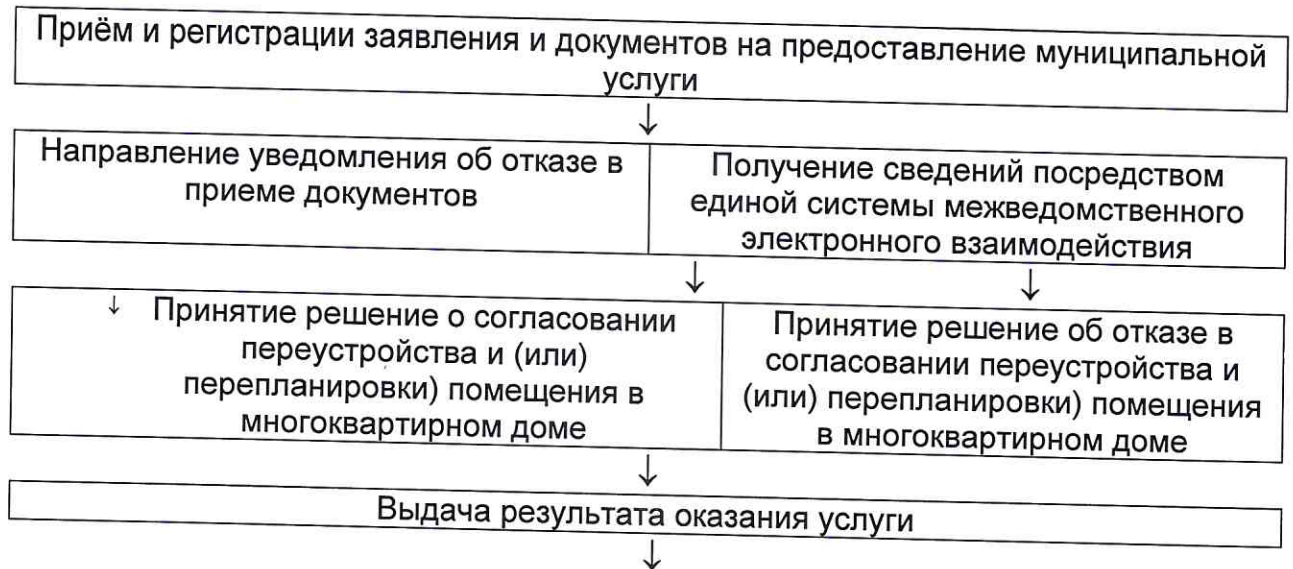 Приём и регистрации заявления и документов на предоставление муниципальной
услуги
↓
Направление уведомления об отказе в
приеме документов
Получение сведений посредством
единой системы межведомственного
электронного взаимодействия
↓ ↓
↓ Принятие решение о согласовании
переустройства и (или)
перепланировки) помещения в
многоквартирном доме
Принятие решение об отказе в
согласовании переустройства и
(или) перепланировки) помещения
в многоквартирном доме
↓
Выдача результата оказания услуги
↓